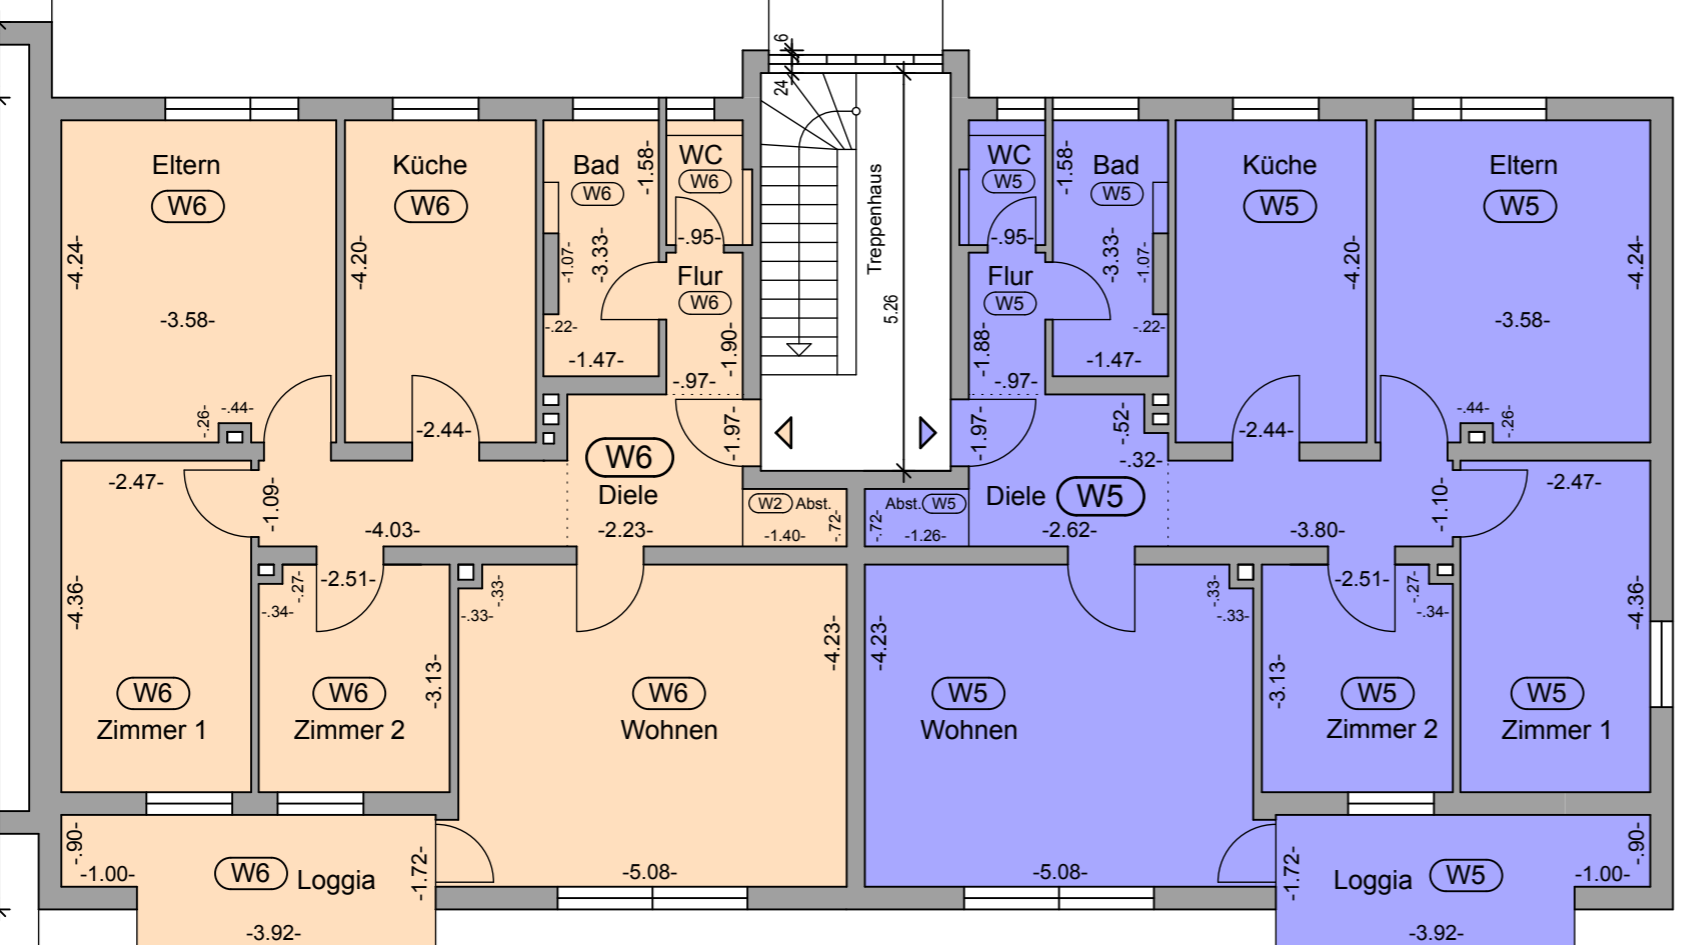 6
24
Treppenhaus
5.26
Eltern
W6
-4.24-
-3.58-
-.26-
-.44-
Küche
W6
-4.20-
-2.44-
Bad
W6
-1.58-
-1.07-
-3.33-
-.22-
-1.47-
WC
W6
-.95-
Flur
W6
-1.90-
-.97-
-1.97-
W6
Diele
-1.09-
-4.03-
-2.23-
W2 Abst.
-1.40-
-.72-
-2.47-
-4.36-
W6
Zimmer 1
-2.51-
-.27-
-.34-
-3.13-
W6
Zimmer 2
-.33-
-.33-
-4.23-
W6
Wohnen
-5.08-
-.90-
-1.00-
W6 Loggia
-1.72-
-3.92-
WC
W5
-.95-
Flur
W5
-1.88-
-.97-
-1.97-
Bad
W5
-1.58-
-3.33-
-1.07-
-.22-
-1.47-
Küche
W5
-4.20-
-2.44-
Eltern
W5
-4.24-
-3.58-
-.44-
-.26-
-.52-
-.32-
Diele W5
-2.62-
-3.80-
-1.10-
Abst. W5
-.72-
-1.26-
-4.23-
W5
Wohnen
-5.08-
-.33-
-.33-
-2.51-
-.27-
-.34-
-3.13-
W5
Zimmer 2
-2.47-
-4.36-
W5
Zimmer 1
-1.72-
Loggia W5
-.90-
-1.00-
-3.92-